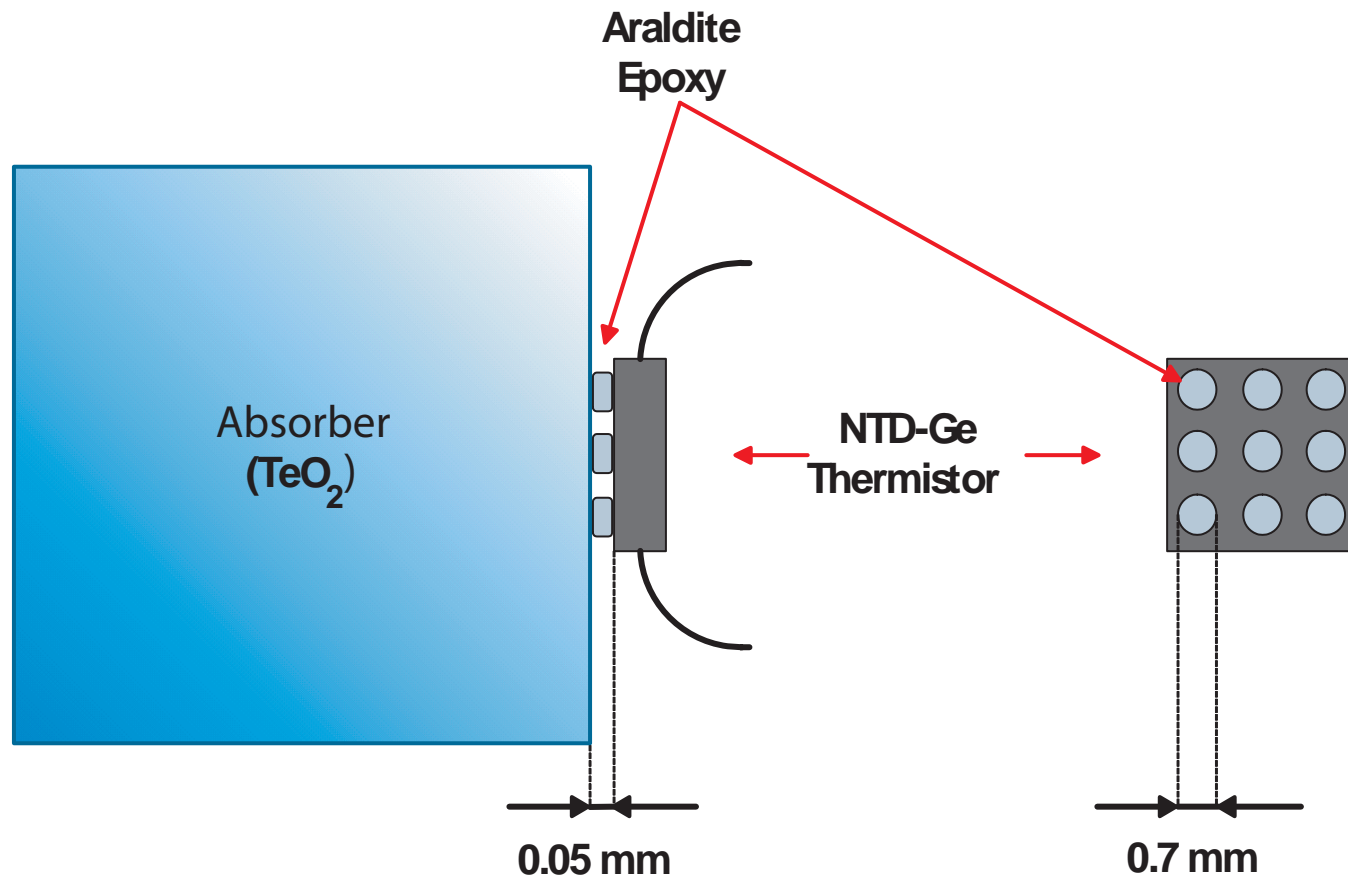 Araldite
Epoxy
Absorber
(TeO₂)
NTD-Ge
Thermistor
0.05 mm
0.7 mm